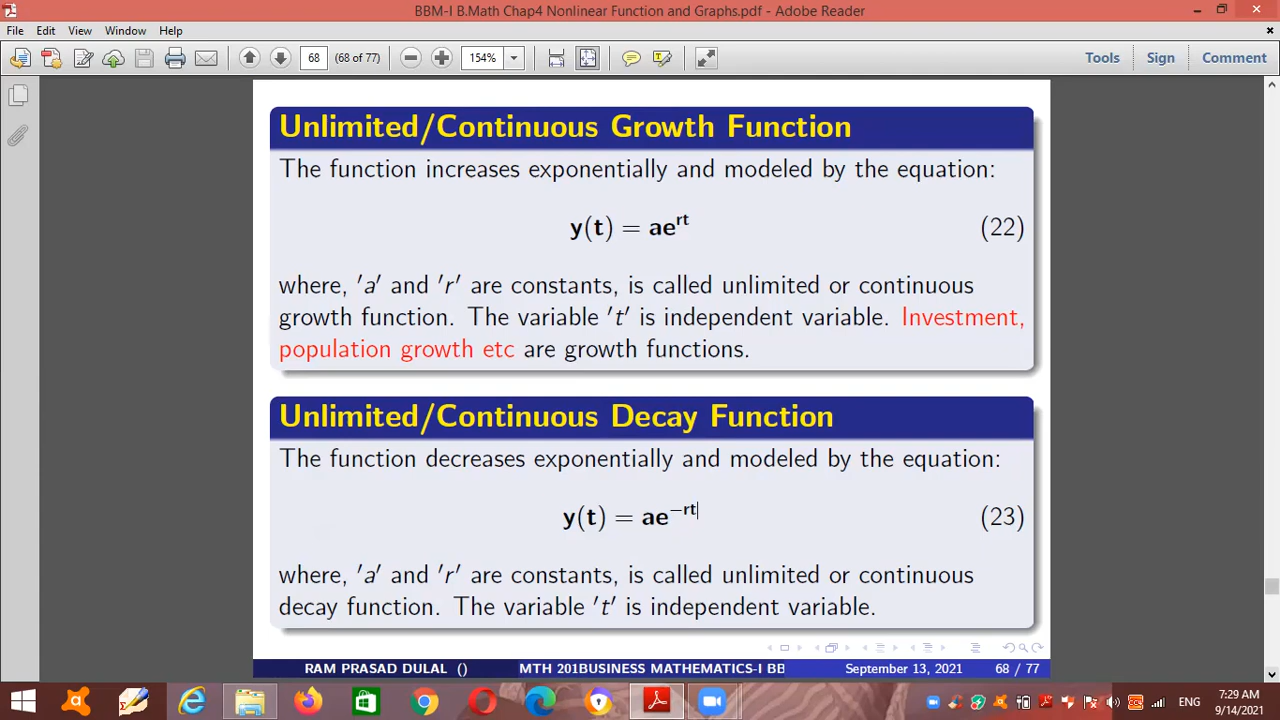 BBM-I B.Math Chap4 Nonlinear Function and Graphs.pdf - Adobe Reader
File Edit View Window Help
68 (68 of 77) 154% Tools Sign Comment
Unlimited/Continuous Growth Function
The function increases exponentially and modeled by the equation:
y(t) = ae^rt (22)
where, ′a′ and ′r′ are constants, is called unlimited or continuous
growth function. The variable ′t′ is independent variable. Investment,
population growth etc are growth functions.
Unlimited/Continuous Decay Function
The function decreases exponentially and modeled by the equation:
y(t) = ae^−rt (23)
where, ′a′ and ′r′ are constants, is called unlimited or continuous
decay function. The variable ′t′ is independent variable.
RAM PRASAD DULAL () MTH 201BUSINESS MATHEMATICS-I BB September 13, 2021 68 / 77
ENG
7:29 AM
9/14/2021